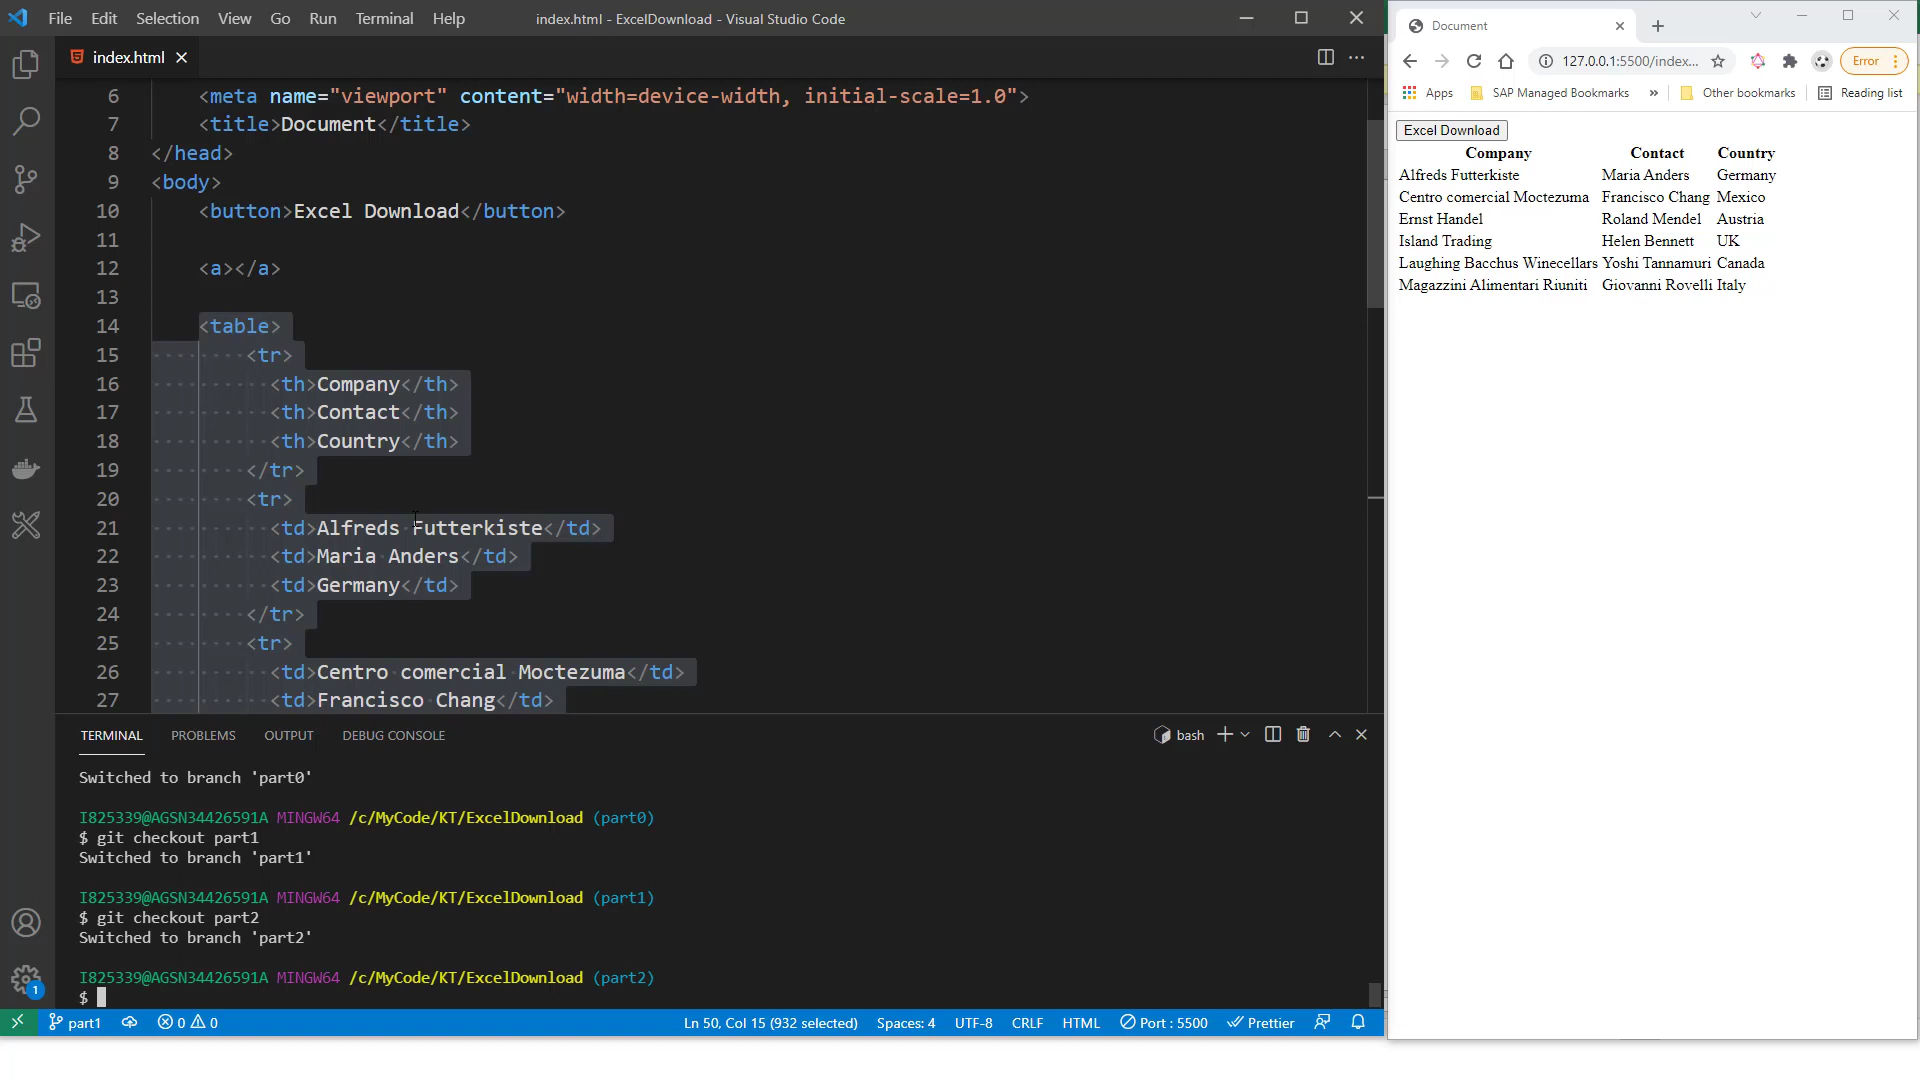 File Edit Selection View Go Run Terminal Help index.html - ExcelDownload - Visual Studio Code
index.html
6 <meta name="viewport" content="width=device-width, initial-scale=1.0">
7 <title>Document</title>
8 </head>
9 <body>
10 <button>Excel Download</button>
11
12 <a></a>
13
14 <table>
15 <tr>
16 <th>Company</th>
17 <th>Contact</th>
18 <th>Country</th>
19 </tr>
20 <tr>
21 <td>Alfreds Futterkiste</td>
22 <td>Maria Anders</td>
23 <td>Germany</td>
24 </tr>
25 <tr>
26 <td>Centro comercial Moctezuma</td>
27 <td>Francisco Chang</td>
TERMINAL PROBLEMS OUTPUT DEBUG CONSOLE bash
Switched to branch 'part0'
I825339@AGSN34426591A MINGW64 /c/MyCode/KT/ExcelDownload (part0)
$ git checkout part1
Switched to branch 'part1'
I825339@AGSN34426591A MINGW64 /c/MyCode/KT/ExcelDownload (part1)
$ git checkout part2
Switched to branch 'part2'
I825339@AGSN34426591A MINGW64 /c/MyCode/KT/ExcelDownload (part2)
$
1
part1 0 0 Ln 50, Col 15 (932 selected) Spaces: 4 UTF-8 CRLF HTML Port : 5500 Prettier
Document
127.0.0.1:5500/index... Error
Apps SAP Managed Bookmarks » Other bookmarks Reading list
Excel Download
Company Contact Country
Alfreds Futterkiste Maria Anders Germany
Centro comercial Moctezuma Francisco Chang Mexico
Ernst Handel Roland Mendel Austria
Island Trading Helen Bennett UK
Laughing Bacchus Winecellars Yoshi Tannamuri Canada
Magazzini Alimentari Riuniti Giovanni Rovelli Italy